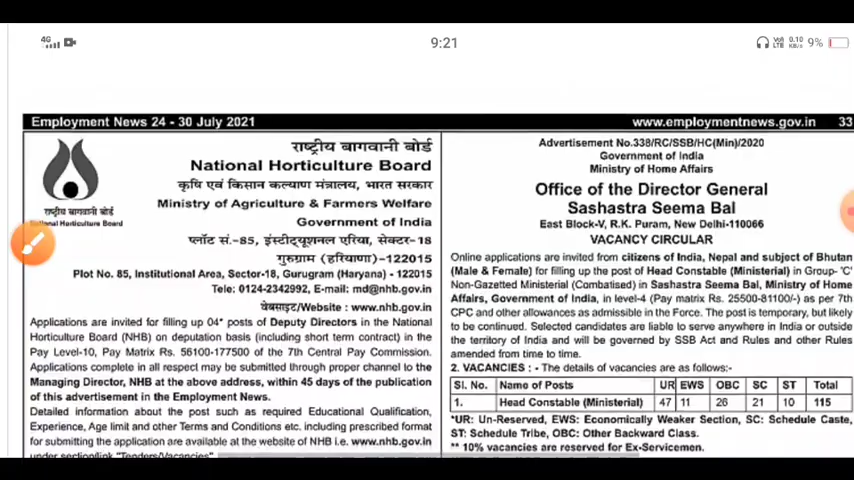 4G
9:21
Vo) LTE 0.10 KB/s 9%
Employment News 24 - 30 July 2021
www.employmentnews.gov.in 33
राष्ट्रीय बागवानी बोर्ड
National Horticulture Board
कृषि एवं किसान कल्याण मंत्रालय, भारत सरकार
Ministry of Agriculture & Farmers Welfare
Government of India
प्लॉट सं.-85, इंस्टीट्यूशनल एरिया, सेक्टर-18
गुरुग्राम (हरियाणा)-122015
Plot No. 85, Institutional Area, Sector-18, Gurugram (Haryana) - 122015
Tele: 0124-2342992, E-mail: md@nhb.gov.in
वेबसाइट/Website : www.nhb.gov.in
राष्ट्रीय बागवानी बोर्ड
National Horticulture Board
Applications are invited for filling up 04* posts of Deputy Directors in the National
Horticulture Board (NHB) on deputation basis (including short term contract) in the
Pay Level-10, Pay Matrix Rs. 56100-177500 of the 7th Central Pay Commission.
Applications complete in all respect may be submitted through proper channel to the
Managing Director, NHB at the above address, within 45 days of the publication
of this advertisement in the Employment News.
Detailed information about the post such as required Educational Qualification,
Experience, Age limit and other Terms and Conditions etc. including prescribed format
for submitting the application are available at the website of NHB i.e. www.nhb.gov.in
under section/link "Tenders/Vacancies"
Advertisement No.338/RC/SSB/HC(Min)/2020
Government of India
Ministry of Home Affairs
Office of the Director General
Sashastra Seema Bal
East Block-V, R.K. Puram, New Delhi-110066
VACANCY CIRCULAR
Online applications are invited from citizens of India, Nepal and subject of Bhutan
(Male & Female) for filling up the post of Head Constable (Ministerial) in Group-'C'
Non-Gazetted Ministerial (Combatised) in Sashastra Seema Bal, Ministry of Home
Affairs, Government of India, in level-4 (Pay matrix Rs. 25500-81100/-) as per 7th
CPC and other allowances as admissible in the Force. The post is temporary, but likely
to be continued. Selected candidates are liable to serve anywhere in India or outside
the territory of India and will be governed by SSB Act and Rules and other Rules
amended from time to time.
2. VACANCIES : - The details of vacancies are as follows:-
Sl. No. Name of Posts UR EWS OBC SC ST Total
1. Head Constable (Ministerial) 47 11 26 21 10 115
*UR: Un-Reserved, EWS: Economically Weaker Section, SC: Schedule Caste,
ST: Schedule Tribe, OBC: Other Backward Class.
** 10% vacancies are reserved for Ex-Servicemen.